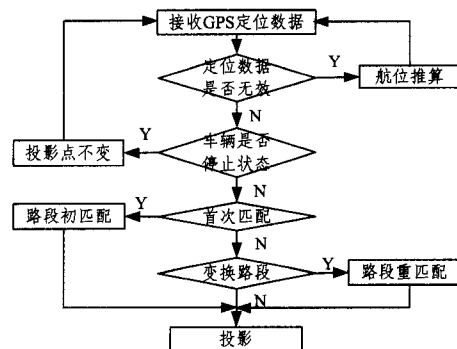 接收GPS定位数据
定位数据
是否无效
Y
航位推算
N
车辆是否
停止状态
Y
投影点不变
N
路段初匹配
Y
首次匹配
N
变换路段
Y
路段重匹配
N
投影